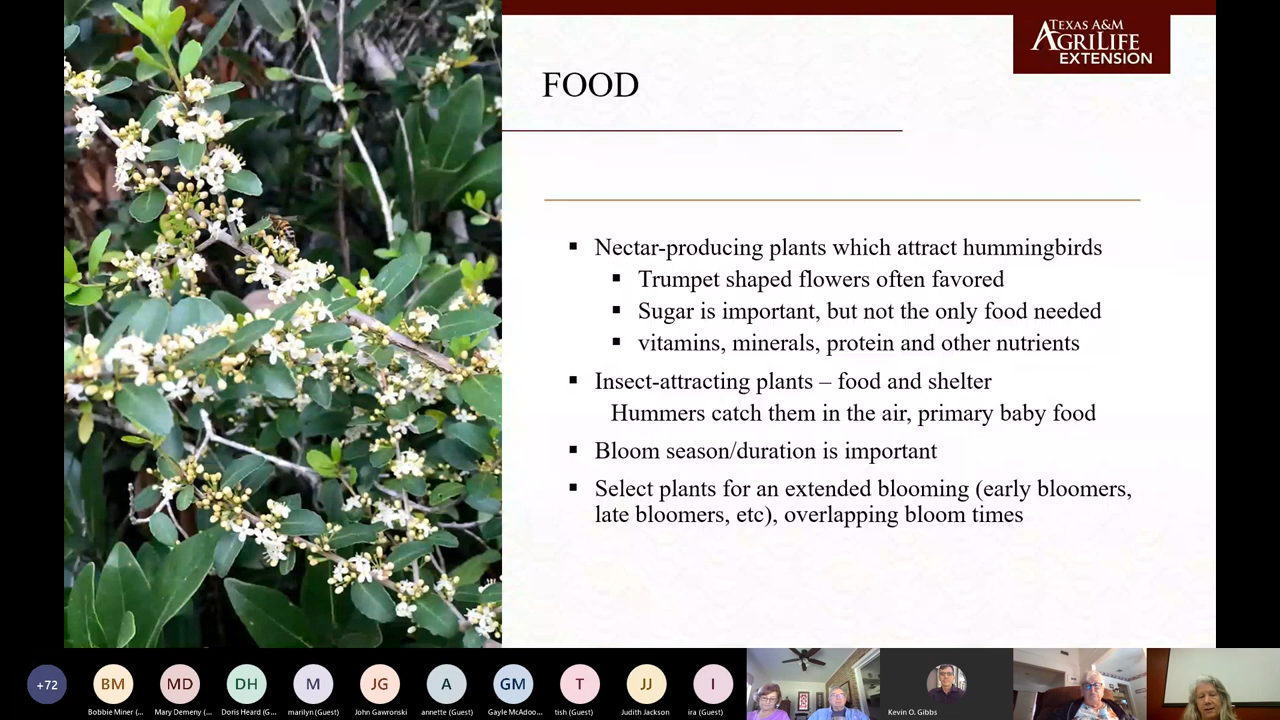 TEXAS A&M
AGRILIFE
EXTENSION
FOOD
▪ Nectar-producing plants which attract hummingbirds
▪ Trumpet shaped flowers often favored
▪ Sugar is important, but not the only food needed
▪ vitamins, minerals, protein and other nutrients
▪ Insect-attracting plants – food and shelter
Hummers catch them in the air, primary baby food
▪ Bloom season/duration is important
▪ Select plants for an extended blooming (early bloomers,
late bloomers, etc), overlapping bloom times
+72 BM MD DH M JG A GM T JJ I
Bobbie Miner (... Mary Demeny (... Doris Heard (G... marilyn (Guest) John Gawronski annette (Guest) Gayle McAdoo... tish (Guest) Judith Jackson ira (Guest) Kevin O. Gibbs